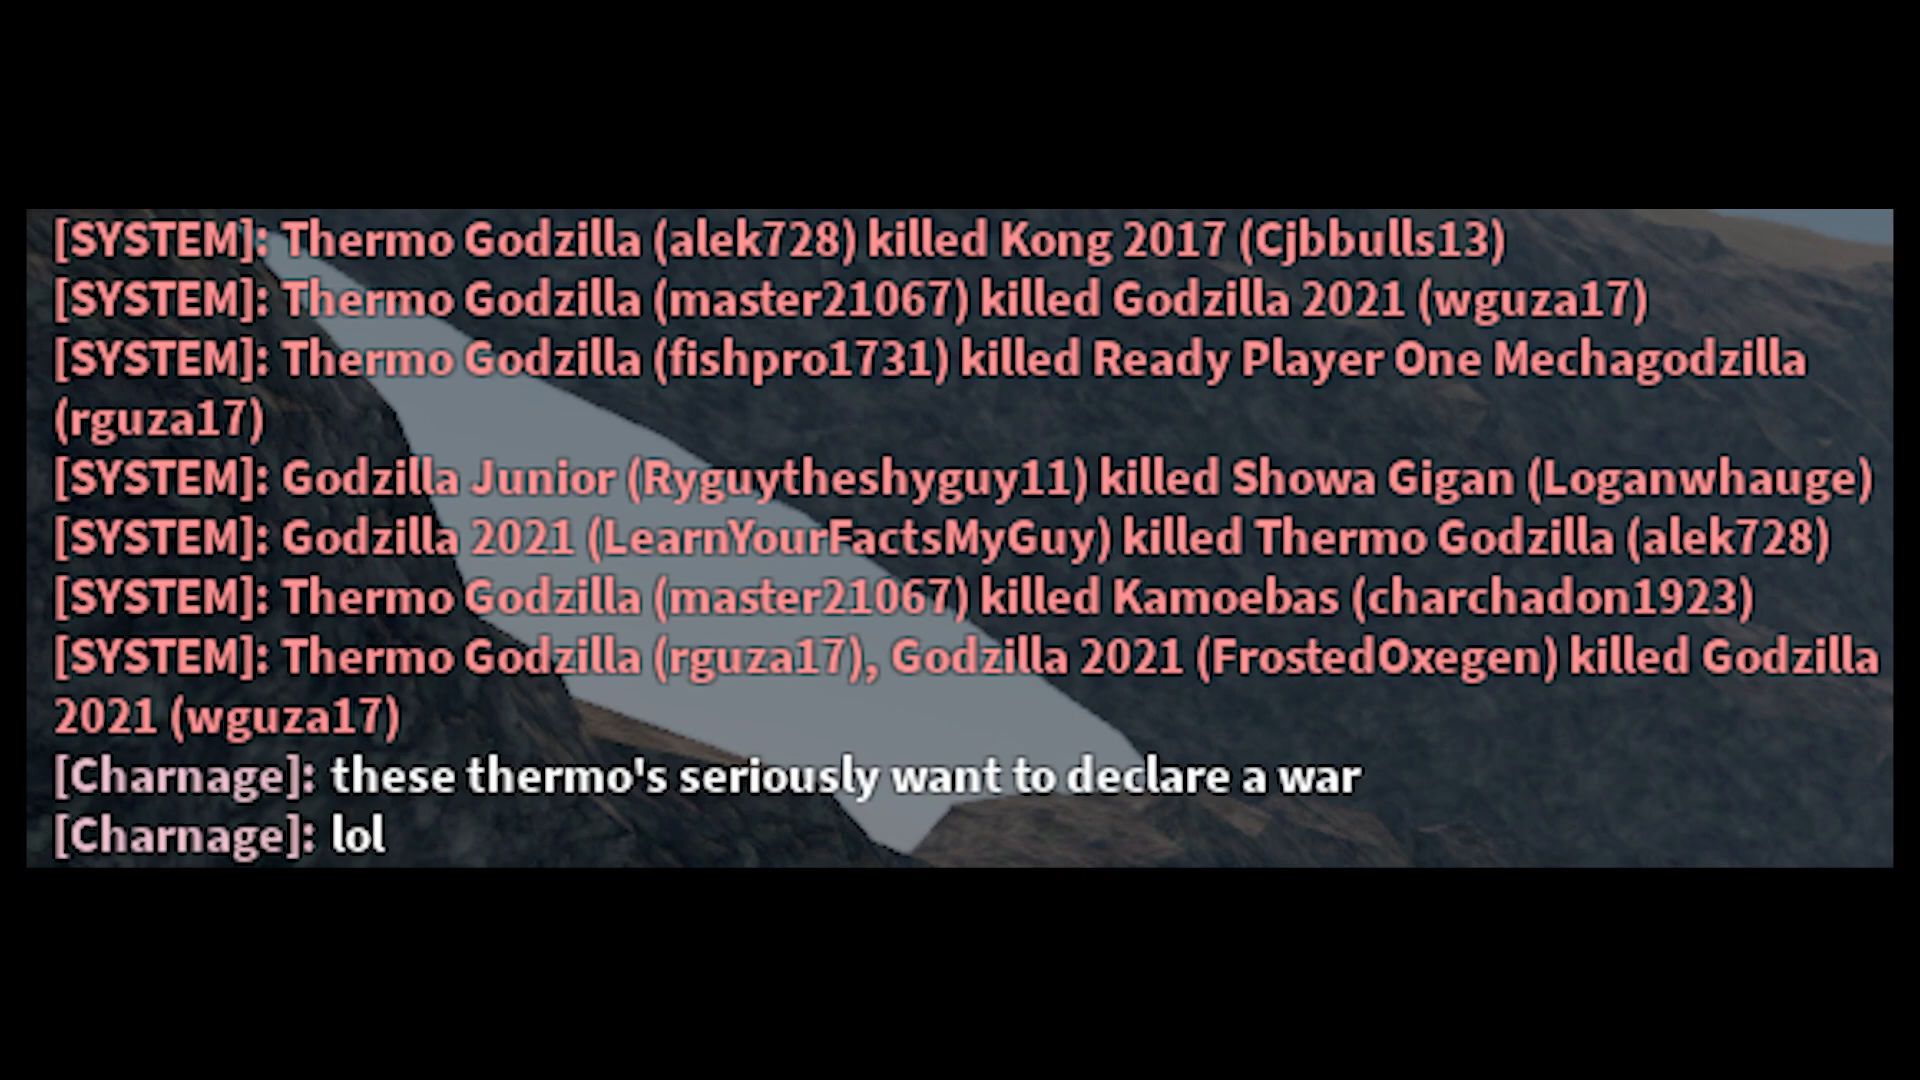 [SYSTEM]: Thermo Godzilla (alek728) killed Kong 2017 (Cjbbulls13)
[SYSTEM]: Thermo Godzilla (master21067) killed Godzilla 2021 (wguza17)
[SYSTEM]: Thermo Godzilla (fishpro1731) killed Ready Player One Mechagodzilla
(rguza17)
[SYSTEM]: Godzilla Junior (Ryguytheshyguy11) killed Showa Gigan (Loganwhauge)
[SYSTEM]: Godzilla 2021 (LearnYourFactsMyGuy) killed Thermo Godzilla (alek728)
[SYSTEM]: Thermo Godzilla (master21067) killed Kamoebas (charchadon1923)
[SYSTEM]: Thermo Godzilla (rguza17), Godzilla 2021 (FrostedOxegen) killed Godzilla
2021 (wguza17)
[Charnage]: these thermo's seriously want to declare a war
[Charnage]: lol